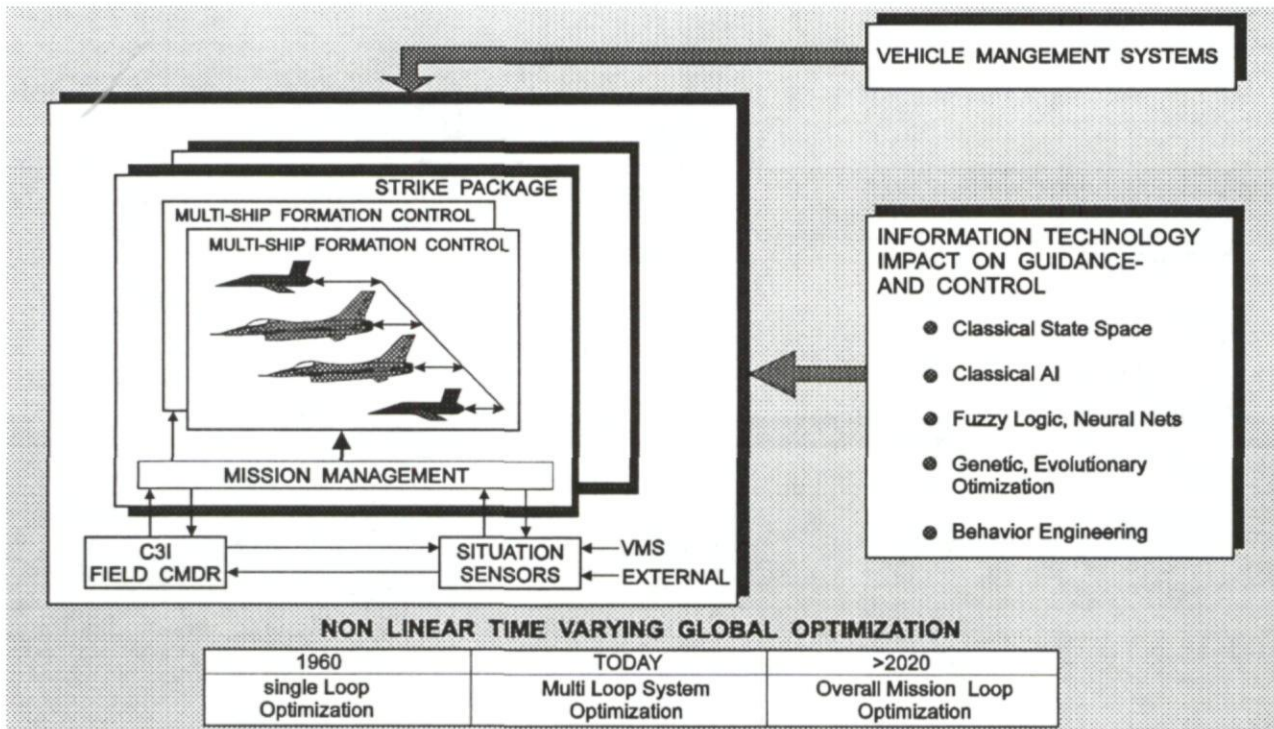 VEHICLE MANGEMENT SYSTEMS
STRIKE PACKAGE
MULTI-SHIP FORMATION CONTROL
MULTI-SHIP FORMATION CONTROL
MISSION MANAGEMENT
C3I
FIELD CMDR
SITUATION
SENSORS
VMS
EXTERNAL
INFORMATION TECHNOLOGY
IMPACT ON GUIDANCE-
AND CONTROL
Classical State Space
Classical AI
Fuzzy Logic, Neural Nets
Genetic, Evolutionary
Otimization
Behavior Engineering
NON LINEAR TIME VARYING GLOBAL OPTIMIZATION
1960 TODAY >2020
single Loop Multi Loop System Overall Mission Loop
Optimization Optimization Optimization